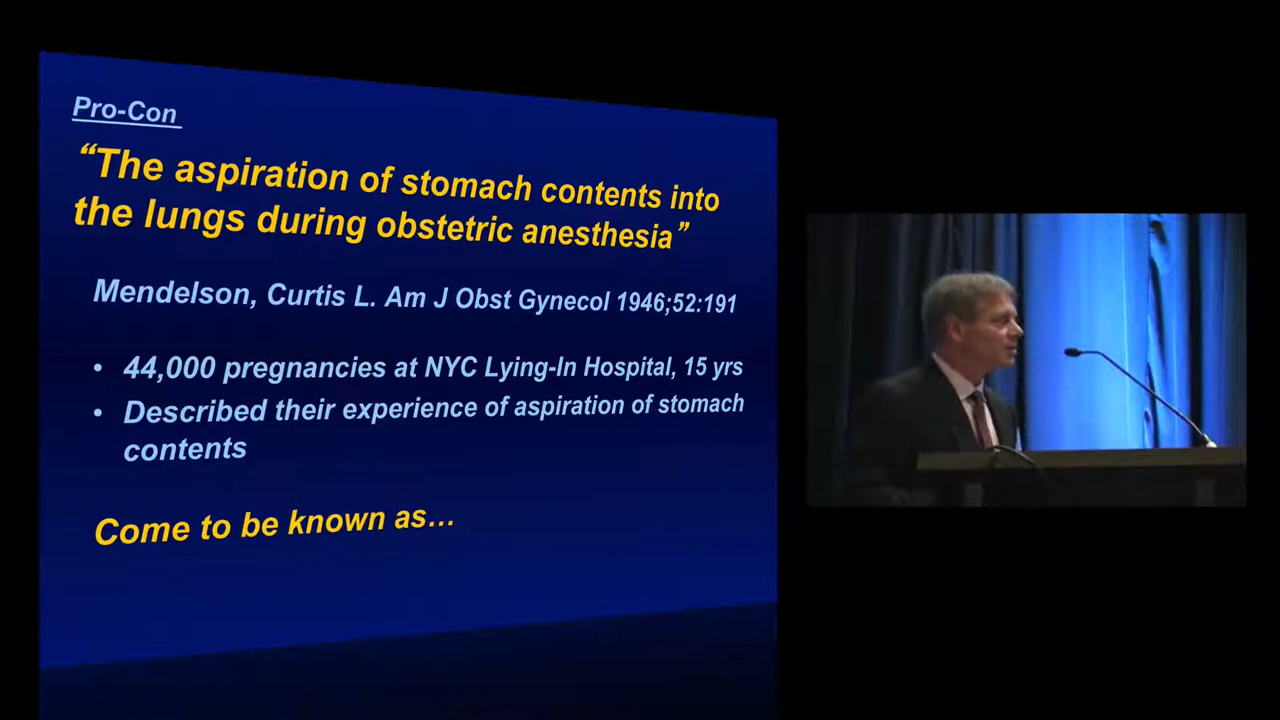 Pro-Con
“The aspiration of stomach contents into
the lungs during obstetric anesthesia”
Mendelson, Curtis L. Am J Obst Gynecol 1946;52:191
• 44,000 pregnancies at NYC Lying-In Hospital, 15 yrs
• Described their experience of aspiration of stomach
contents
Come to be known as…